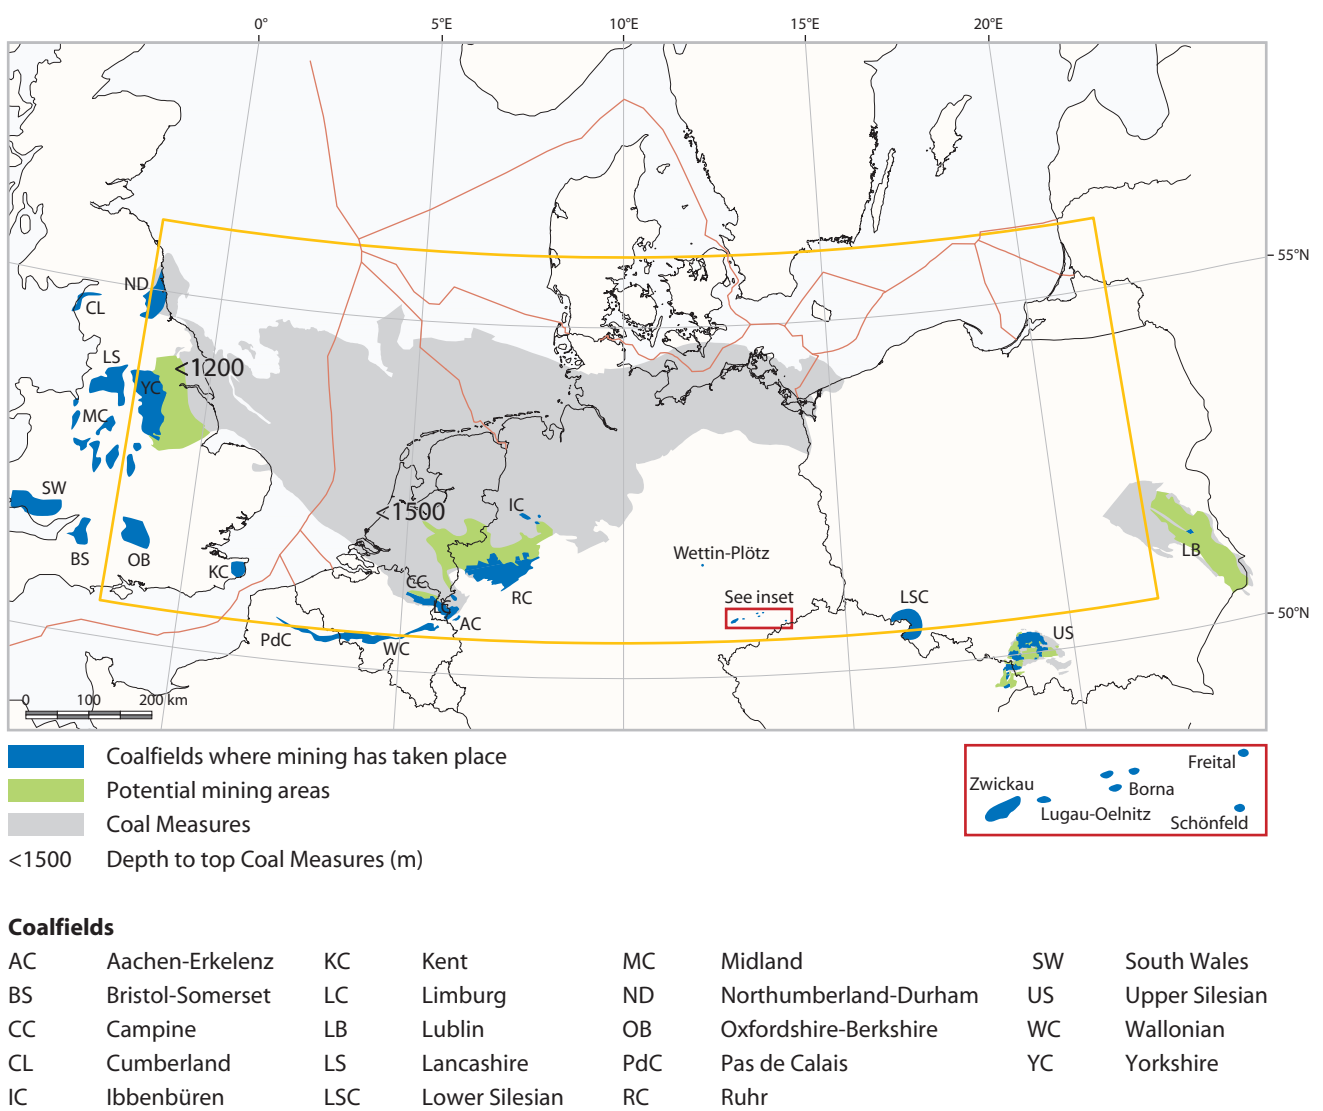 0° 5°E 10°E 15°E 20°E
55°N
ND
CL
LS
<1200
YC
MC
SW
<1500
IC
BS
OB
KC
Wettin-Plötz
LB
CC
RC
See inset
LSC
LC
AC
50°N
PdC
WC
US
0 100 200 km
Coalfields where mining has taken place
Potential mining areas
Coal Measures
<1500 Depth to top Coal Measures (m)
Freital
Zwickau
Borna
Lugau-Oelnitz
Schönfeld
Coalfields
AC Aachen-Erkelenz KC Kent MC Midland SW South Wales
BS Bristol-Somerset LC Limburg ND Northumberland-Durham US Upper Silesian
CC Campine LB Lublin OB Oxfordshire-Berkshire WC Wallonian
CL Cumberland LS Lancashire PdC Pas de Calais YC Yorkshire
IC Ibbenbüren LSC Lower Silesian RC Ruhr